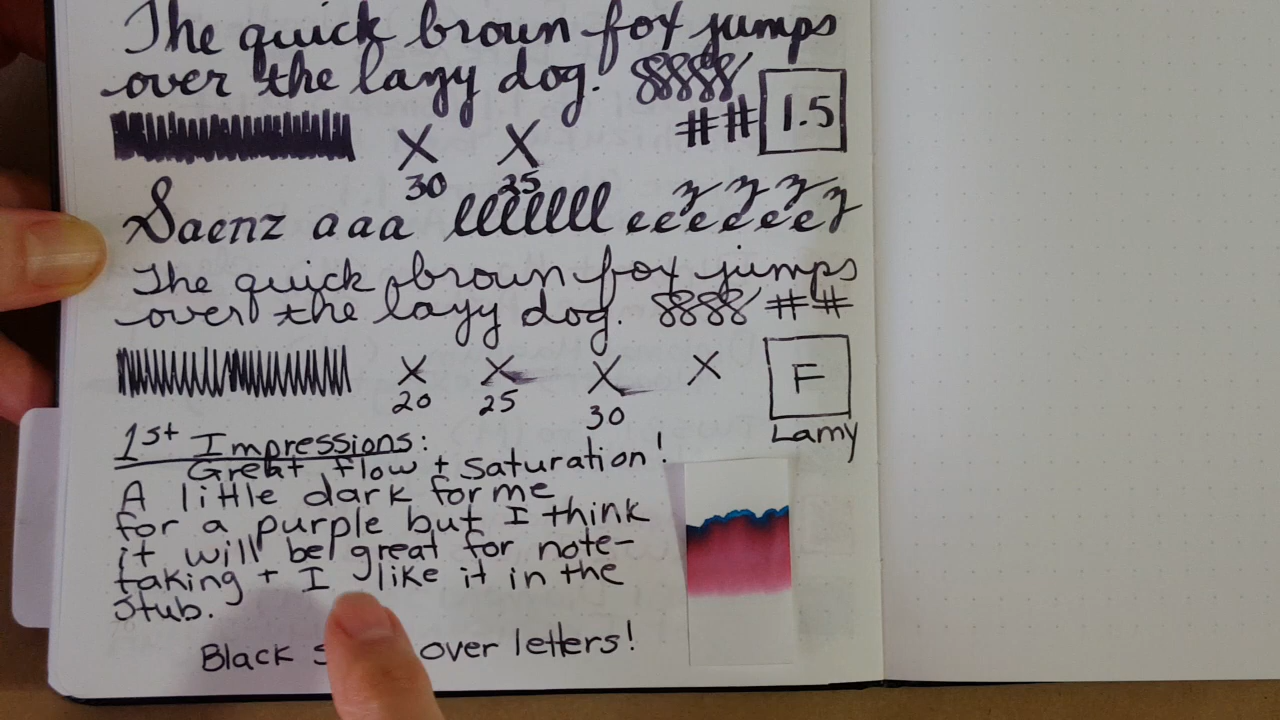 The quick brown fox jumps
over the lazy dog. 8888
## 1.5
X X
30 35
Saenz aaa llllllll eeeeee
The quick brown fox jumps
over the lazy dog. 8888 ##
X X X X
20 25 30
F
Lamy
1st Impressions:
Great flow + saturation!
A little dark for me
for a purple but I think
it will be great for note-
taking + I like it in the
stub.
Black over letters!